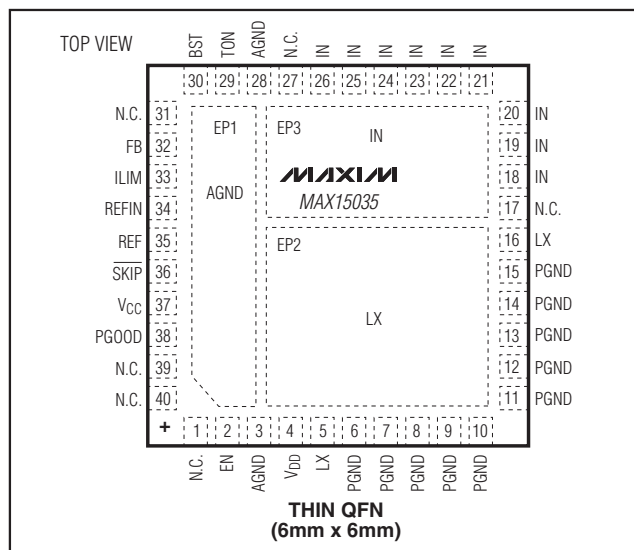 TOP VIEW
BST TON AGND N.C. IN IN IN IN IN IN
30 29 28 27 26 25 24 23 22 21
N.C. 31
FB 32
ILIM 33
REFIN 34
REF 35
SKIP 36
VCC 37
PGOOD 38
N.C. 39
N.C. 40
EP1
AGND
EP3
IN
MAXIM
MAX15035
EP2
LX
20 IN
19 IN
18 IN
17 N.C.
16 LX
15 PGND
14 PGND
13 PGND
12 PGND
11 PGND
+ 1 2 3 4 5 6 7 8 9 10
N.C. EN AGND VDD LX PGND PGND PGND PGND PGND
THIN QFN
(6mm x 6mm)